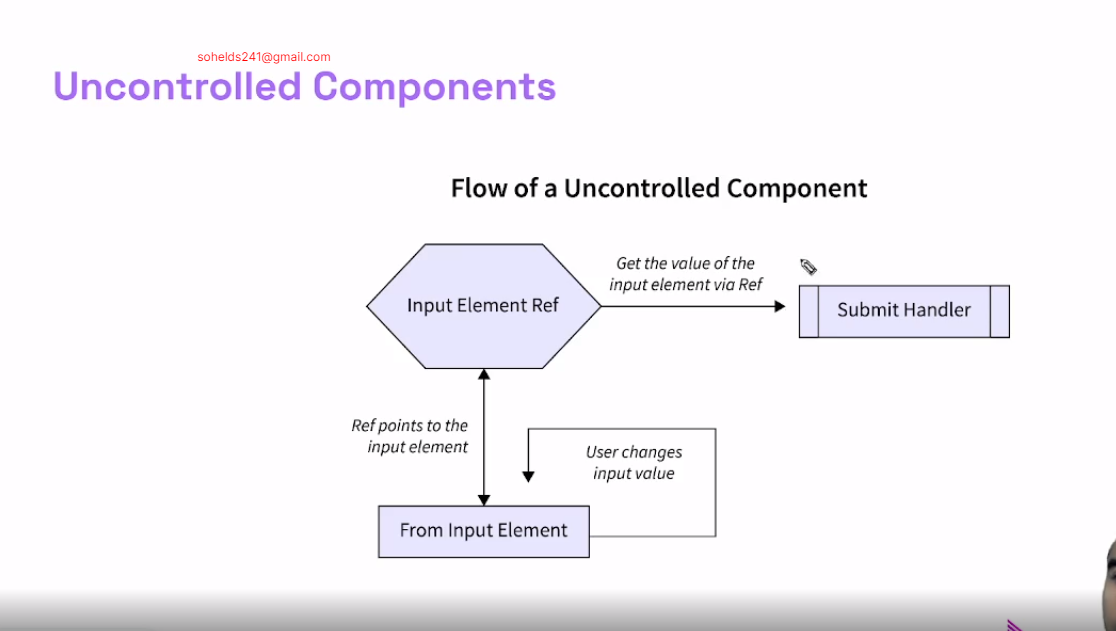 sohelds241@gmail.com
Uncontrolled Components
Flow of a Uncontrolled Component
Get the value of the
input element via Ref
Input Element Ref
Submit Handler
Ref points to the
input element
User changes
input value
From Input Element